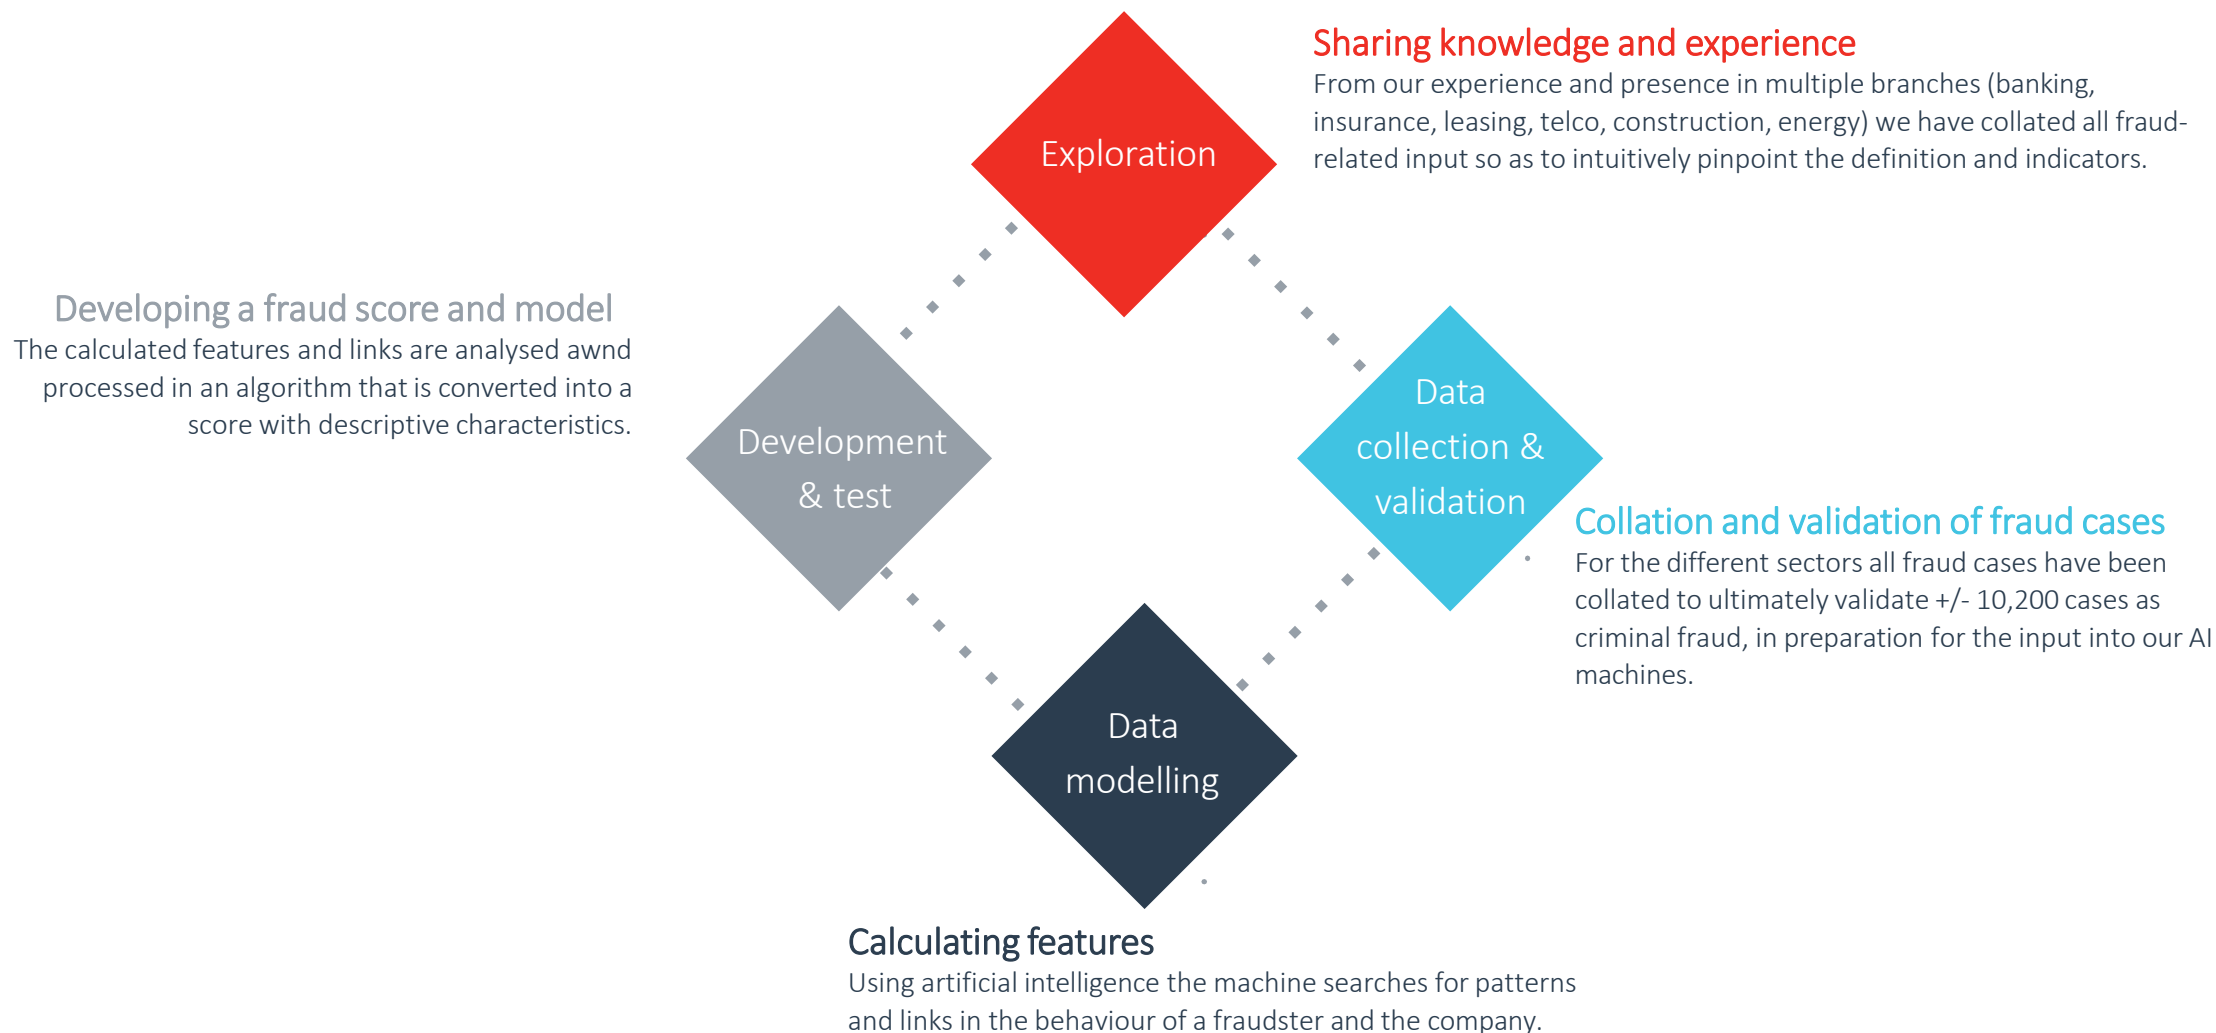 Exploration
Sharing knowledge and experience
From our experience and presence in multiple branches (banking,
insurance, leasing, telco, construction, energy) we have collated all fraud-
related input so as to intuitively pinpoint the definition and indicators.
Data
collection &
validation
Collation and validation of fraud cases
For the different sectors all fraud cases have been
collated to ultimately validate +/- 10,200 cases as
criminal fraud, in preparation for the input into our AI
machines.
Data
modelling
Calculating features
Using artificial intelligence the machine searches for patterns
and links in the behaviour of a fraudster and the company.
Development
& test
Developing a fraud score and model
The calculated features and links are analysed awnd
processed in an algorithm that is converted into a
score with descriptive characteristics.